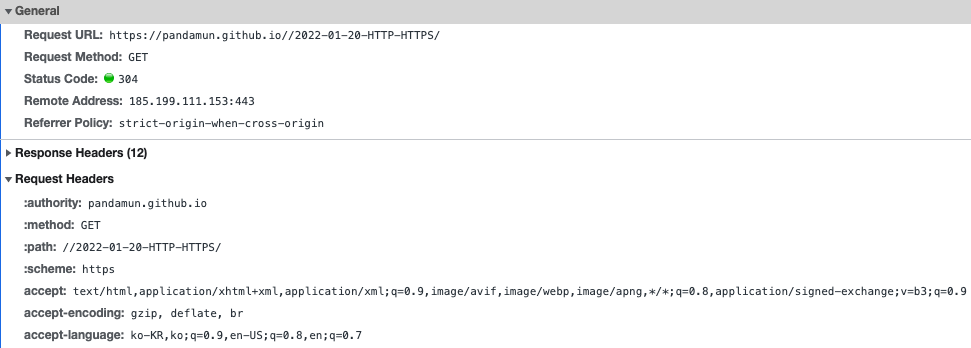 General
Request URL: https://pandamun.github.io//2022-01-20-HTTP-HTTPS/
Request Method: GET
Status Code: 304
Remote Address: 185.199.111.153:443
Referrer Policy: strict-origin-when-cross-origin
Response Headers (12)
Request Headers
:authority: pandamun.github.io
:method: GET
:path: //2022-01-20-HTTP-HTTPS/
:scheme: https
accept: text/html,application/xhtml+xml,application/xml;q=0.9,image/avif,image/webp,image/apng,*/*;q=0.8,application/signed-exchange;v=b3;q=0.9
accept-encoding: gzip, deflate, br
accept-language: ko-KR,ko;q=0.9,en-US;q=0.8,en;q=0.7